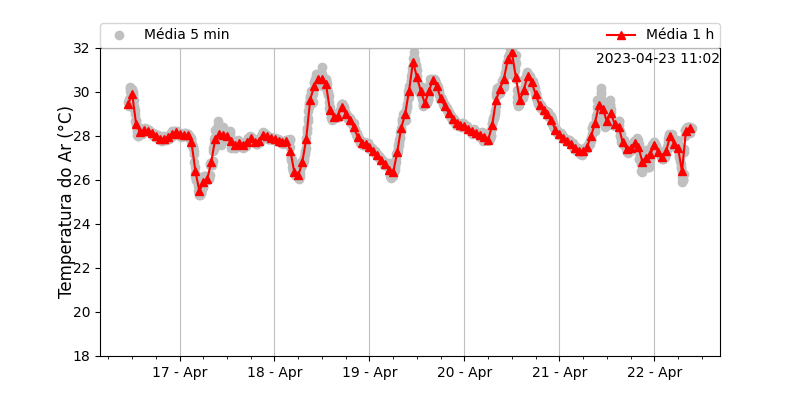 Média 5 min
Média 1 h
2023-04-23 11:02
Temperatura do Ar (°C)
32
30
28
26
24
22
20
18
17 - Apr
18 - Apr
19 - Apr
20 - Apr
21 - Apr
22 - Apr